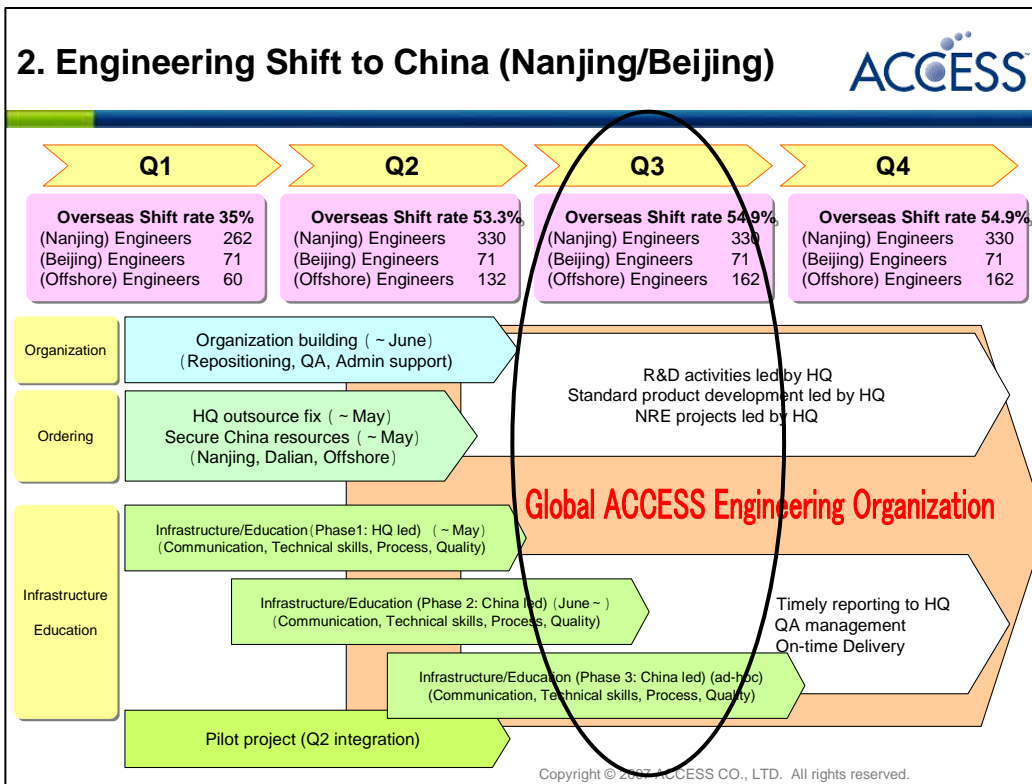 2. Engineering Shift to China (Nanjing/Beijing)
ACCESS
Q1
Q2
Q3
Q4
Overseas Shift rate 35%
(Nanjing) Engineers 262
(Beijing) Engineers 71
(Offshore) Engineers 60
Overseas Shift rate 53.3%
(Nanjing) Engineers 330
(Beijing) Engineers 71
(Offshore) Engineers 132
Overseas Shift rate 54.9%
(Nanjing) Engineers 330
(Beijing) Engineers 71
(Offshore) Engineers 162
Overseas Shift rate 54.9%
(Nanjing) Engineers 330
(Beijing) Engineers 71
(Offshore) Engineers 162
Organization
Organization building (~June)
(Repositioning, QA, Admin support)
R&D activities led by HQ
Standard product development led by HQ
NRE projects led by HQ
Ordering
HQ outsource fix (~May)
Secure China resources (~May)
(Nanjing, Dalian, Offshore)
Global ACCESS Engineering Organization
Infrastructure
Education
Infrastructure/Education (Phase1: HQ led) (~May)
(Communication, Technical skills, Process, Quality)
Infrastructure/Education (Phase 2: China led) (June~)
(Communication, Technical skills, Process, Quality)
Timely reporting to HQ
QA management
On-time Delivery
Infrastructure/Education (Phase 3: China led) (ad-hoc)
(Communication, Technical skills, Process, Quality)
Pilot project (Q2 integration)
Copyright © 2007 ACCESS CO., LTD. All rights reserved.